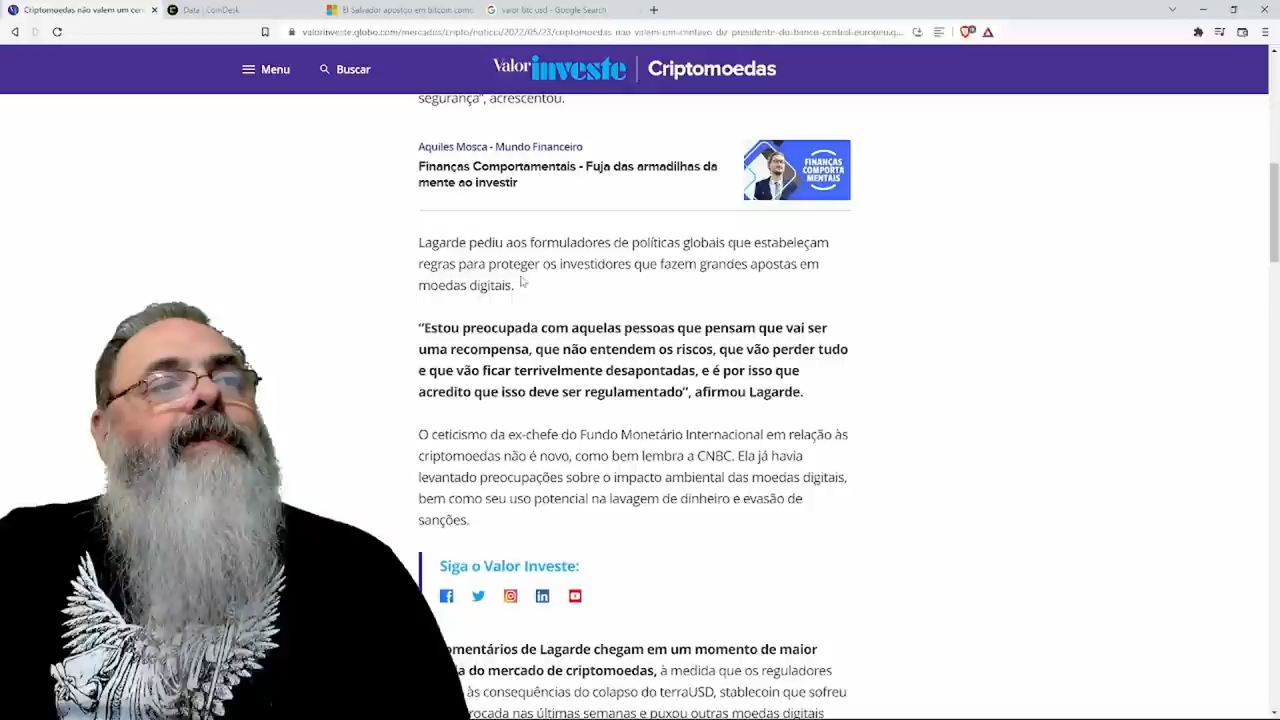 Criptomoedas não valem um cen
Data | CoinDesk
El Salvador apostou em bitcoin como
valor btc usd - Google Search
valorinveste.globo.com/mercados/cripto/noticia/2022/05/23/criptomoedas-nao-valem-um-centavo-diz-presidente-do-banco-central-europeu.g...
Menu
Buscar
Valor investe
Criptomoedas
segurança", acrescentou.
Aquiles Mosca - Mundo Financeiro
Finanças Comportamentais - Fuja das armadilhas da
mente ao investir
FINANÇAS
COMPORTA
MENTAIS
Lagarde pediu aos formuladores de políticas globais que estabeleçam
regras para proteger os investidores que fazem grandes apostas em
moedas digitais.
“Estou preocupada com aquelas pessoas que pensam que vai ser
uma recompensa, que não entendem os riscos, que vão perder tudo
e que vão ficar terrivelmente desapontadas, e é por isso que
acredito que isso deve ser regulamentado”, afirmou Lagarde.
O ceticismo da ex-chefe do Fundo Monetário Internacional em relação às
criptomoedas não é novo, como bem lembra a CNBC. Ela já havia
levantado preocupações sobre o impacto ambiental das moedas digitais,
bem como seu uso potencial na lavagem de dinheiro e evasão de
sanções.
Siga o Valor Investe:
omentários de Lagarde chegam em um momento de maior
do mercado de criptomoedas, à medida que os reguladores
às consequências do colapso do terraUSD, stablecoin que sofreu
rocada nas últimas semanas e puxou outras moedas digitais